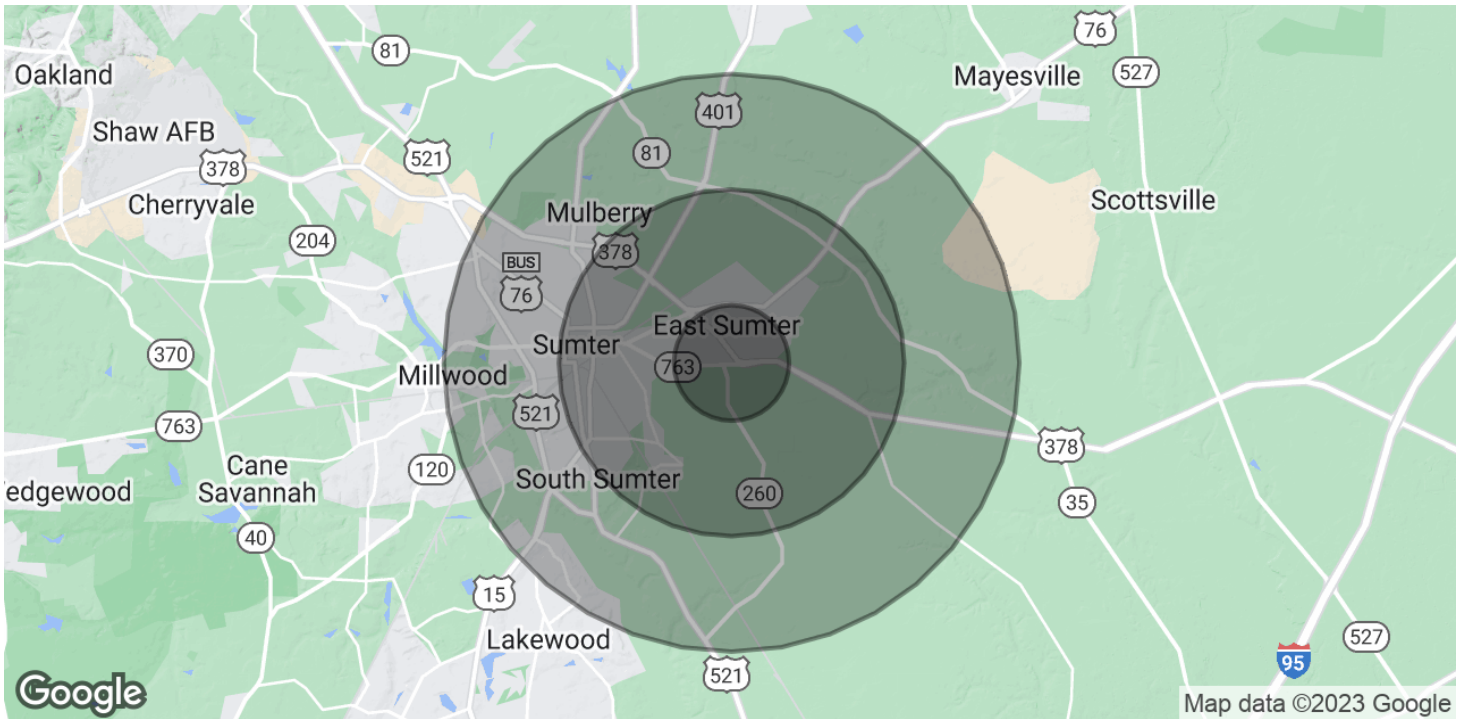 76
81
527
Oakland
Mayesville
401
Shaw AFB
81
521
378
Cherryvale
Scottsville
Mulberry
204
378
BUS
76
East Sumter
Sumter
370
763
Millwood
521
763
378
120
Cane
Savannah
South Sumter
edgewood
260
35
40
15
Lakewood
527
95
521
Google
Map data ©2023 Google